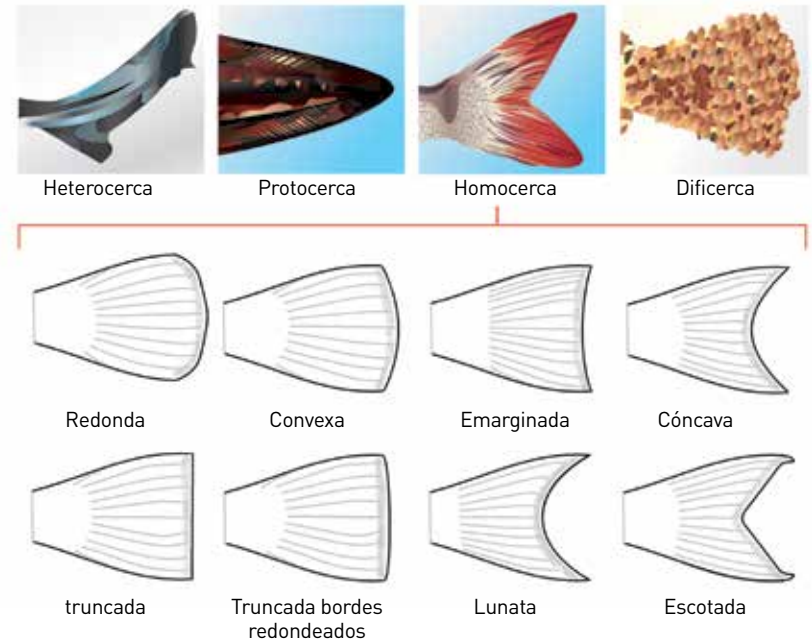 Heterocerca
Protocerca
Homocerca
Dificerca
Redonda
Convexa
Emarginada
Cóncava
truncada
Truncada bordes
redondeados
Lunata
Escotada